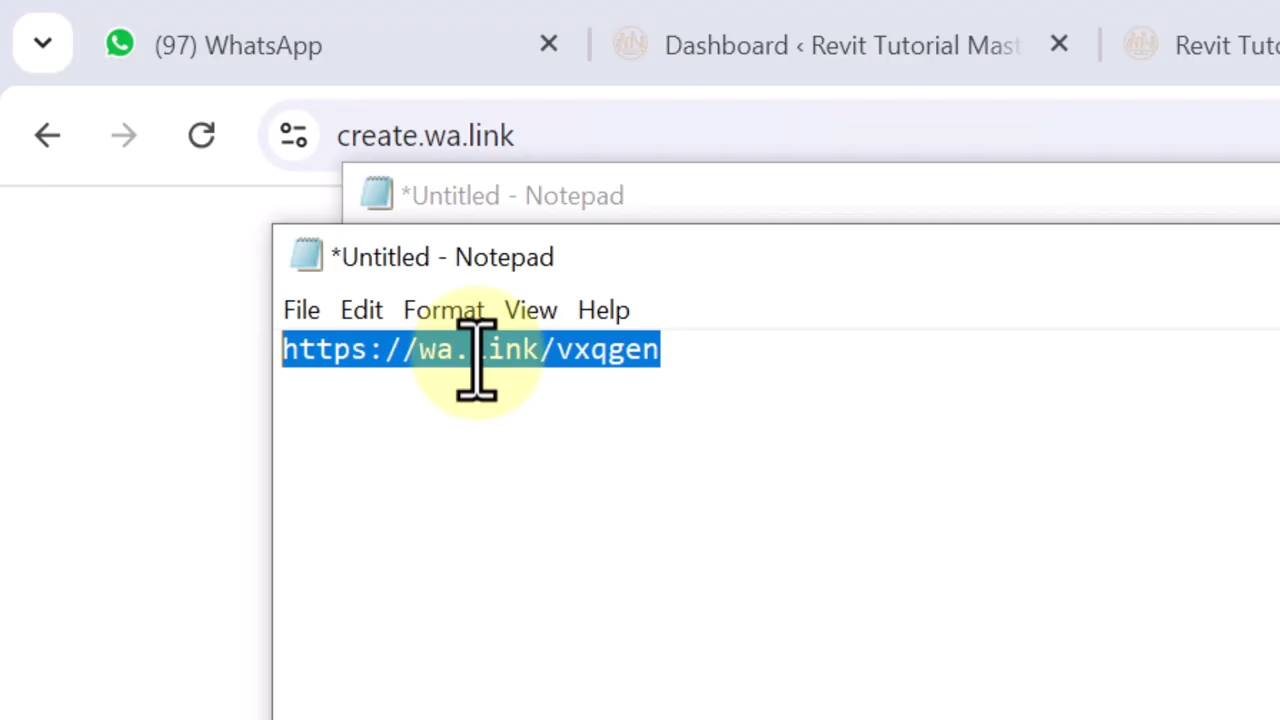 (97) WhatsApp
Dashboard ‹ Revit Tutorial Mast
Revit Tuto
create.wa.link
*Untitled - Notepad
*Untitled - Notepad
File Edit Format View Help
https://wa.link/vxqgen